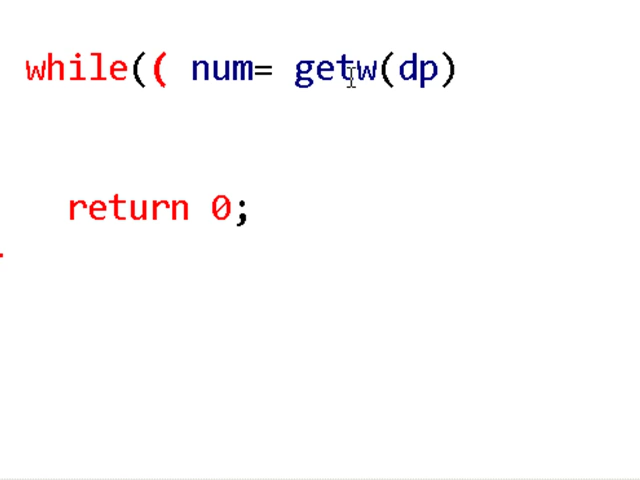 while(( num= getw(dp)
return 0;